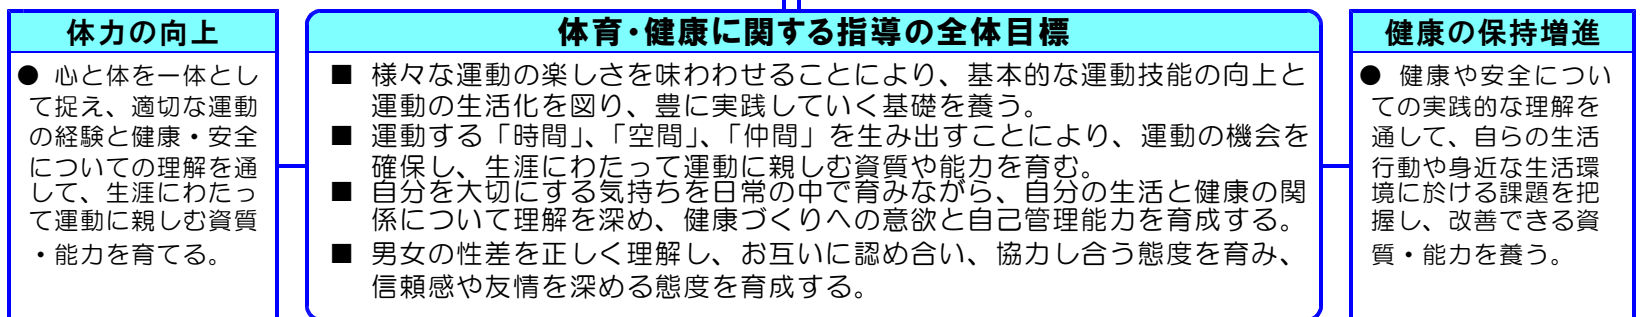 体力の向上
● 心と体を一体とし
て捉え、適切な運動
の経験と健康・安全
についての理解を通
して、生涯にわたっ
て運動に親しむ資質
・能力を育てる。
体育・健康に関する指導の全体目標
■ 様々な運動の楽しさを味わわせることにより、基本的な運動技能の向上と
運動の生活化を図り、豊に実践していく基礎を養う。
■ 運動する「時間」、「空間」、「仲間」を生み出すことにより、運動の機会を
確保し、生涯にわたって運動に親しむ資質や能力を育む。
■ 自分を大切にする気持ちを日常の中で育みながら、自分の生活と健康の関
係について理解を深め、健康づくりへの意欲と自己管理能力を育成する。
■ 男女の性差を正しく理解し、お互いに認め合い、協力し合う態度を育み、
信頼感や友情を深める態度を育成する。
健康の保持増進
● 健康や安全につい
ての実践的な理解を
通して、自らの生活
行動や身近な生活環
境に於ける課題を把
握し、改善できる資
質・能力を養う。